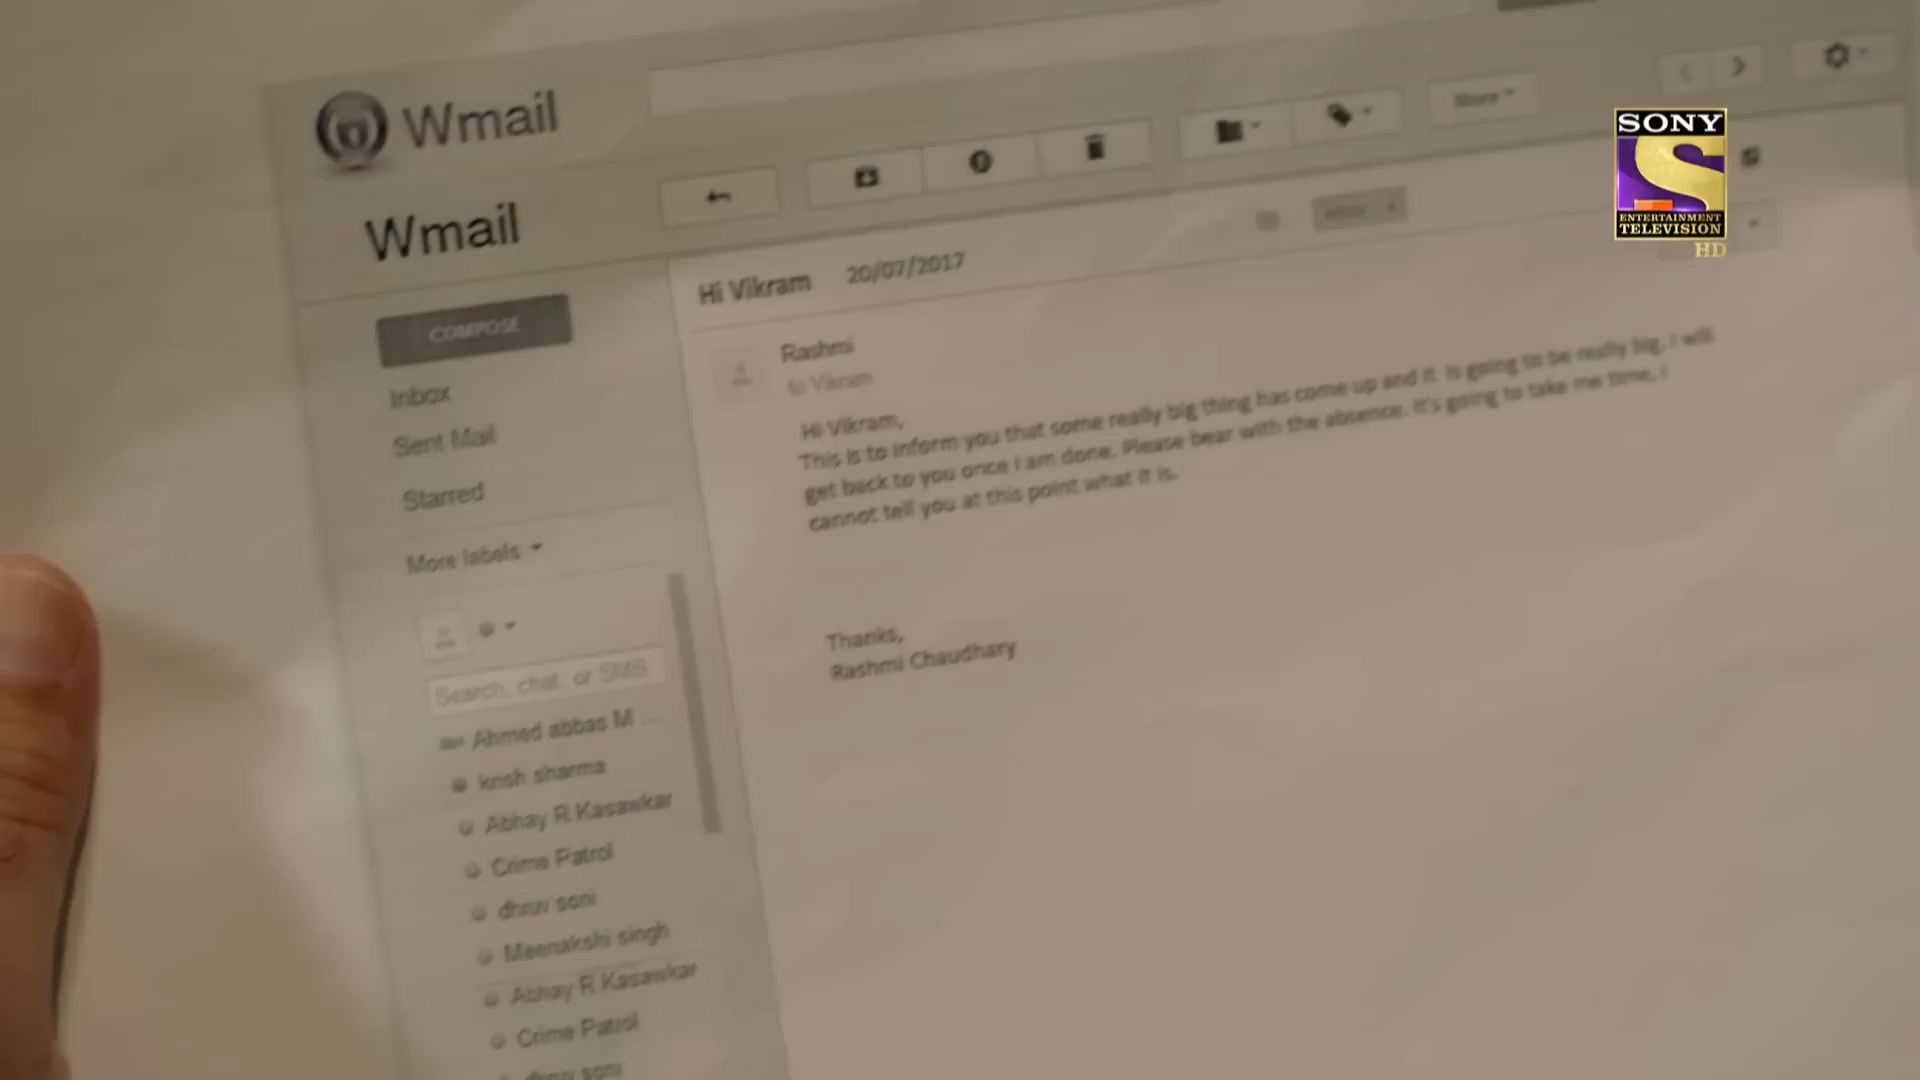 Wmail
More
SONY
ENTERTAINMENT
TELEVISION
HD
Wmail
Hi Vikram 20/07/2017
COMPOSE
Inbox
Sent Mail
Starred
More labels
Search, chat, or SMS
Ahmed abbas M ...
krish sharma
Abhay R Kasawkar
Crime Patrol
dhruv soni
Meenakshi singh
Abhay R Kasawkar
Crime Patrol
dhruv soni
Rashmi
to Vikram
Hi Vikram,
This is to inform you that some really big thing has come up and it is going to be really big. I will
get back to you once I am done. Please bear with the absence. It's going to take me time, I
cannot tell you at this point what it is.
Thanks,
Rashmi Chaudhary